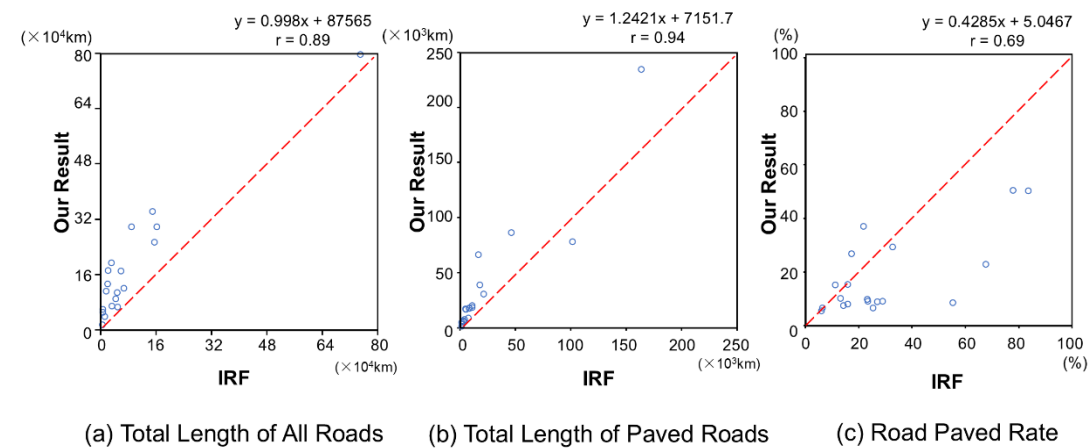 y = 0.998x + 87565
r = 0.89
(×10⁴km)
80
64
48
32
16
0
Our Result
0 16 32 48 64 80
(×10⁴km)
IRF
(a) Total Length of All Roads
y = 1.2421x + 7151.7
r = 0.94
(×10³km)
250
200
150
100
50
0
Our Result
0 50 100 150 200 250
(×10³km)
IRF
(b) Total Length of Paved Roads
y = 0.4285x + 5.0467
r = 0.69
(%)
100
80
60
40
20
0
Our Result
0 20 40 60 80 100
(%)
IRF
(c) Road Paved Rate